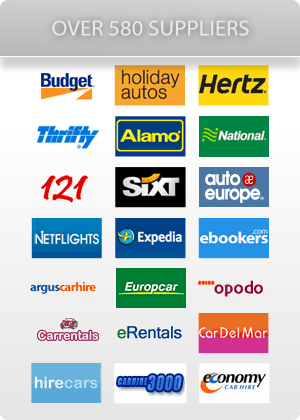 OVER 580 SUPPLIERS
Budget
holiday
autos
Hertz
Thrifty
Alamo
National
121
SIXT
auto
europe
NETFLIGHTS
Expedia
ebookers
.com
arguscarhire
Europcar
opodo
Carrentals
eRentals
CarDelMar
hirecars
CARHIRE3000
economy
CAR HIRE